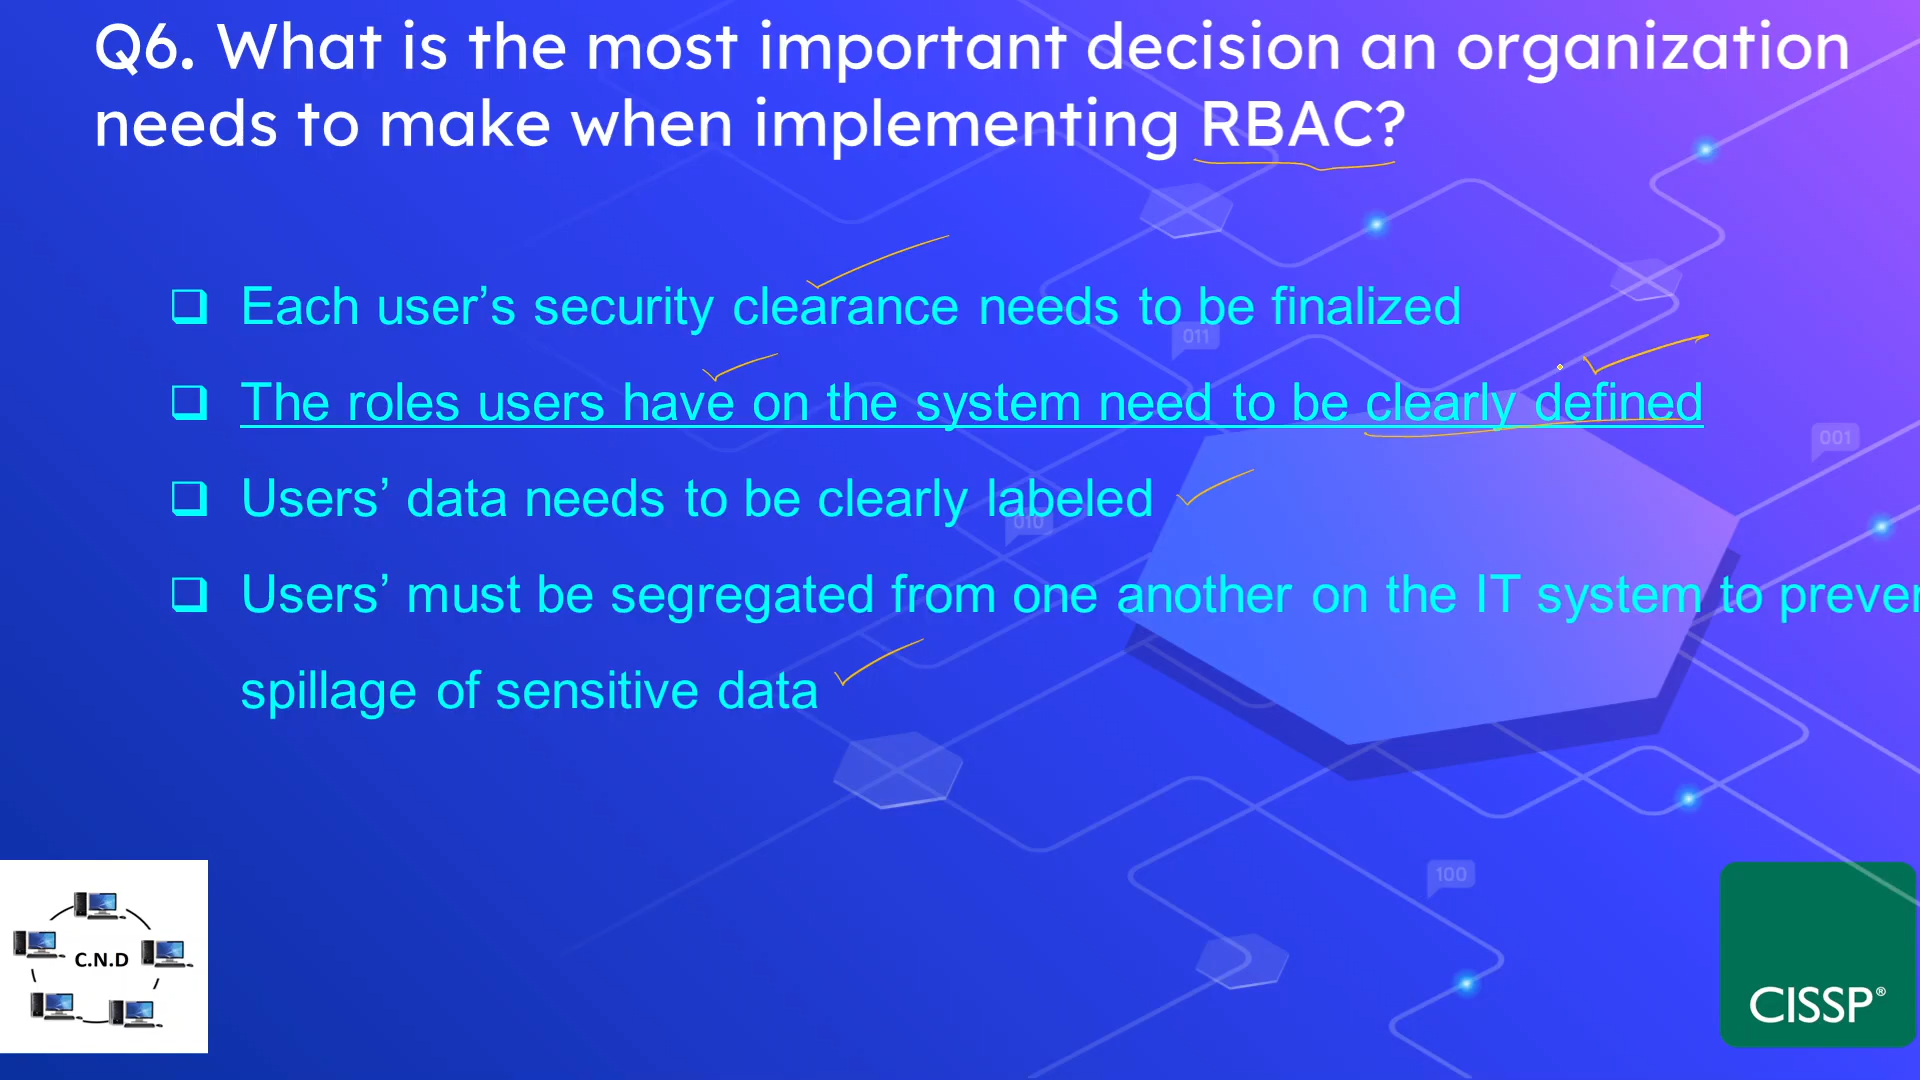 Q6. What is the most important decision an organization
needs to make when implementing RBAC?
Each user’s security clearance needs to be finalized
The roles users have on the system need to be clearly defined
Users’ data needs to be clearly labeled
Users’ must be segregated from one another on the IT system to
spillage of sensitive data
011
010
001
100
C.N.D
CISSP®